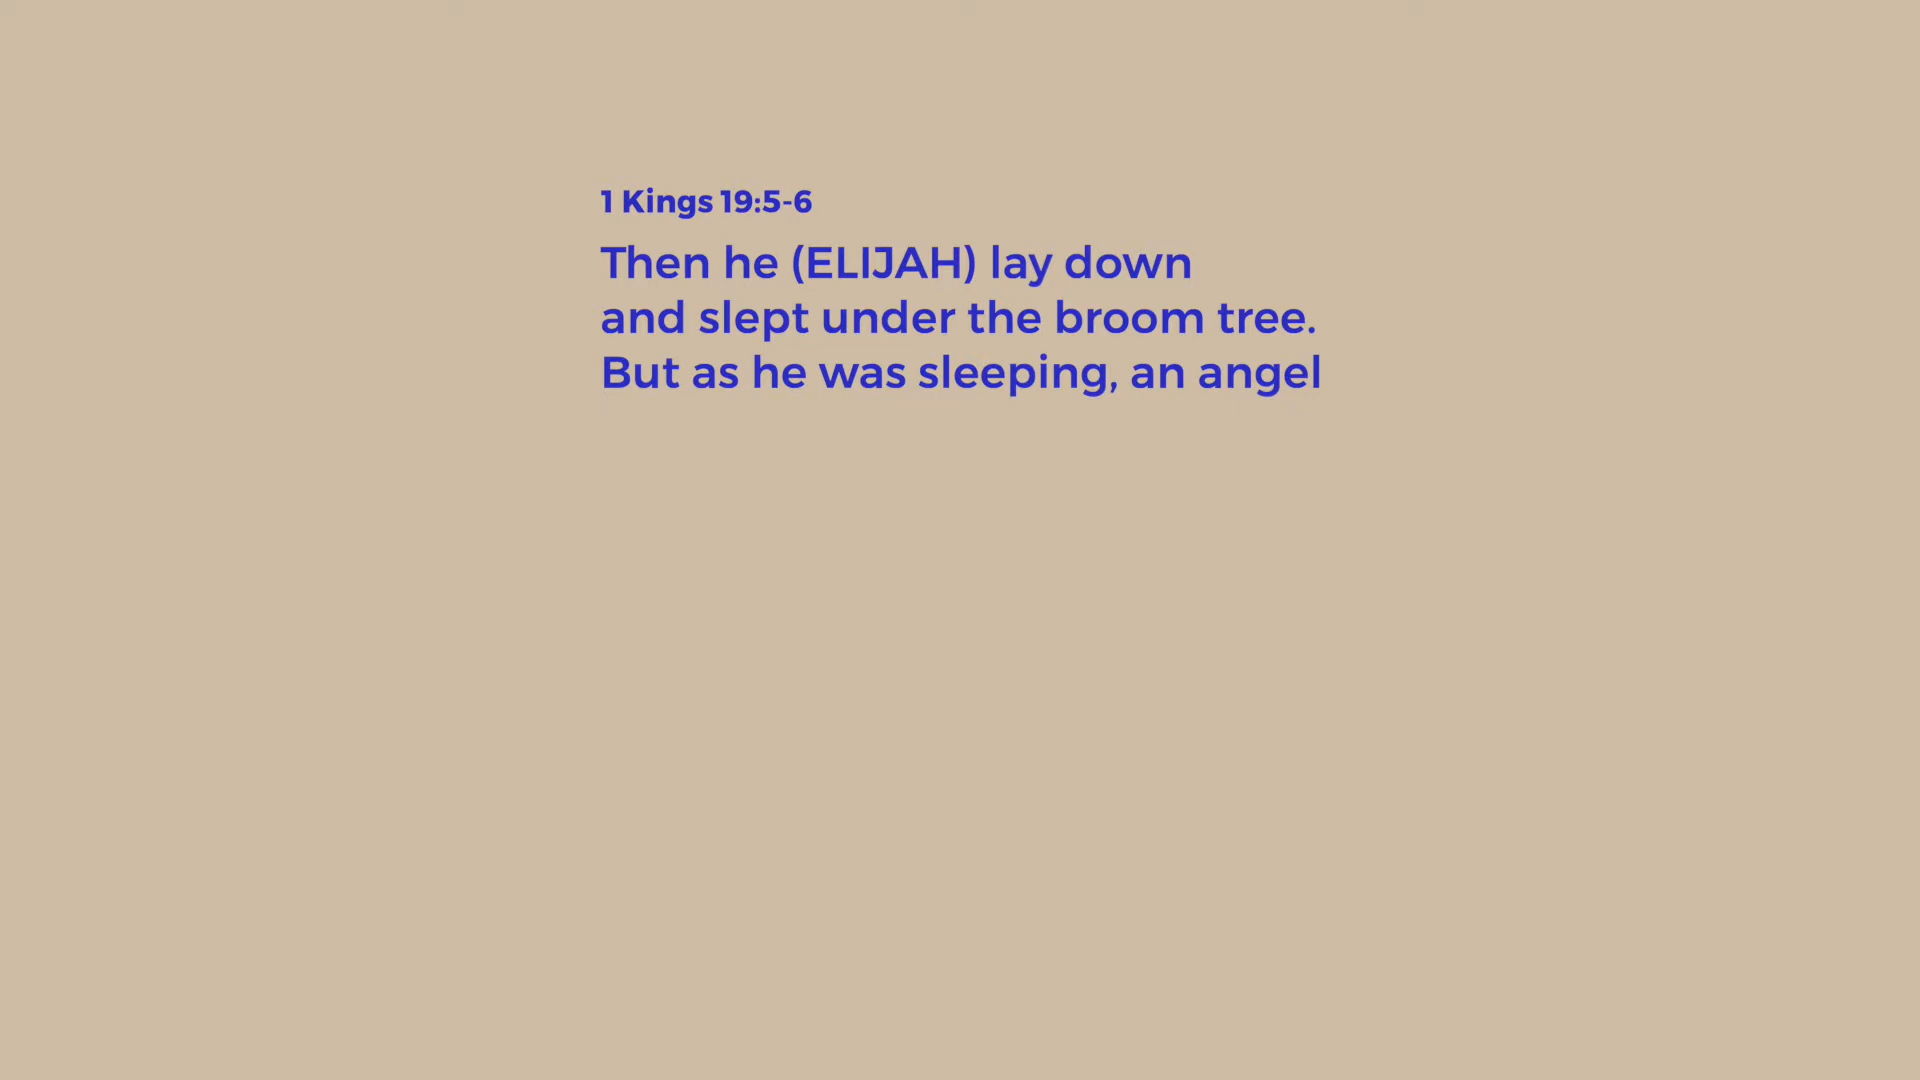 1 Kings 19:5-6
Then he (ELIJAH) lay down
and slept under the broom tree.
But as he was sleeping, an angel